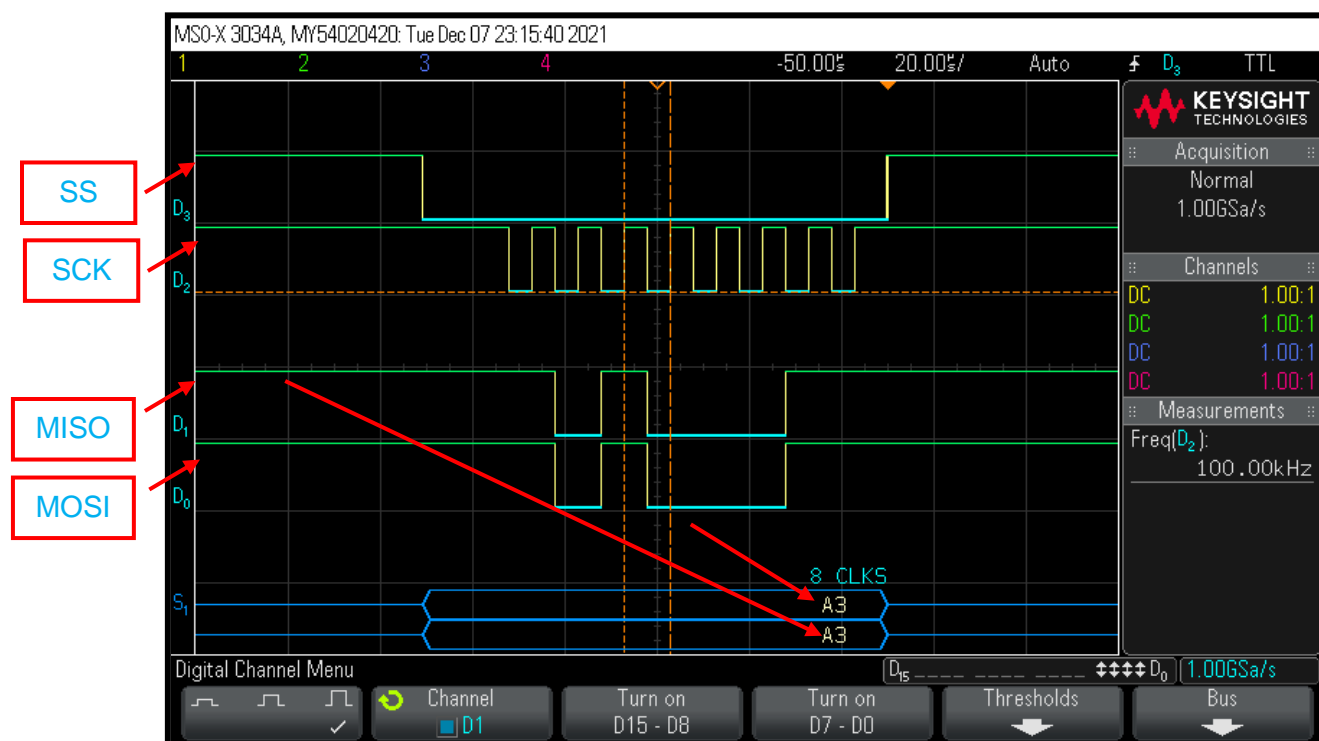 MSO-X 3034A, MY54020420: Tue Dec 07 23:15:40 2021
1 2 3 4 -50.00µs 20.00µs/ Auto D3 TTL
KEYSIGHT
TECHNOLOGIES
Acquisition
Normal
1.00GSa/s
Channels
DC 1.00:1
DC 1.00:1
DC 1.00:1
DC 1.00:1
Measurements
Freq(D2):
100.00kHz
SS
D3
SCK
D2
MISO
D1
MOSI
D0
8 CLKS
S1
A3
A3
Digital Channel Menu
D15 D0 1.00GSa/s
Channel
D1
Turn on
D15 - D8
Turn on
D7 - D0
Thresholds
Bus